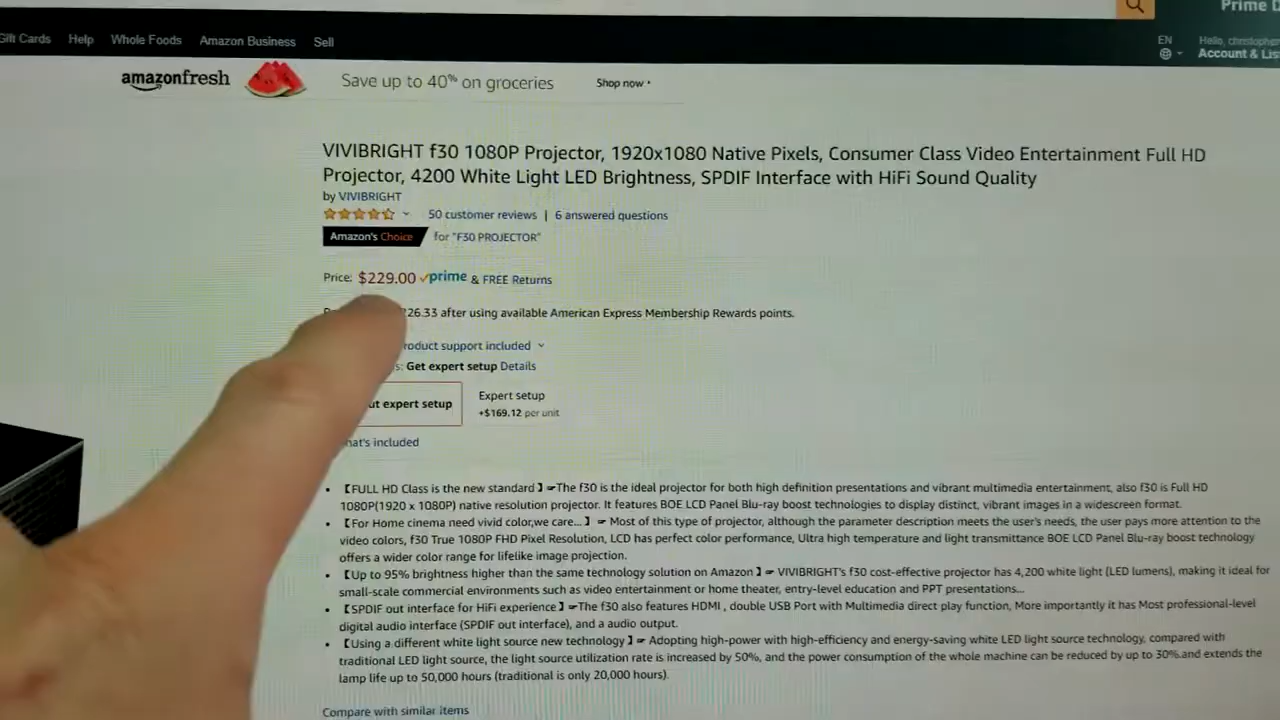 Prime D
Gift Cards Help Whole Foods Amazon Business Sell
EN
Hello, christopher
Account & Lis
amazonfresh Save up to 40% on groceries Shop now
VIVIBRIGHT f30 1080P Projector, 1920x1080 Native Pixels, Consumer Class Video Entertainment Full HD
Projector, 4200 White Light LED Brightness, SPDIF Interface with HiFi Sound Quality
by VIVIBRIGHT
50 customer reviews | 6 answered questions
Amazon's Choice for "F30 PROJECTOR"
Price: $229.00 prime & FREE Returns
26.33 after using available American Express Membership Rewards points.
roduct support included
s: Get expert setup Details
ut expert setup
Expert setup
+$169.12 per unit
hat's included
• 【FULL HD Class is the new standard】☞The f30 is the ideal projector for both high definition presentations and vibrant multimedia entertainment, also f30 is Full HD
1080P(1920 x 1080P) native resolution projector. It features BOE LCD Panel Blu-ray boost technologies to display distinct, vibrant images in a widescreen format.
• 【For Home cinema need vivid color,we care...】☞ Most of this type of projector, although the parameter description meets the user's needs, the user pays more attention to the
video colors, f30 True 1080P FHD Pixel Resolution, LCD has perfect color performance, Ultra high temperature and light transmittance BOE LCD Panel Blu-ray boost technology
offers a wider color range for lifelike image projection.
• 【Up to 95% brightness higher than the same technology solution on Amazon】☞ VIVIBRIGHT's f30 cost-effective projector has 4,200 white light (LED lumens), making it ideal for
small-scale commercial environments such as video entertainment or home theater, entry-level education and PPT presentations...
• 【SPDIF out interface for HiFi experience】☞The f30 also features HDMI , double USB Port with Multimedia direct play function, More importantly it has Most professional-level
digital audio interface (SPDIF out interface), and a audio output.
• 【Using a different white light source new technology】☞ Adopting high-power with high-efficiency and energy-saving white LED light source technology, compared with
traditional LED light source, the light source utilization rate is increased by 50%, and the power consumption of the whole machine can be reduced by up to 30%.and extends the
lamp life up to 50,000 hours (traditional is only 20,000 hours).
Compare with similar items